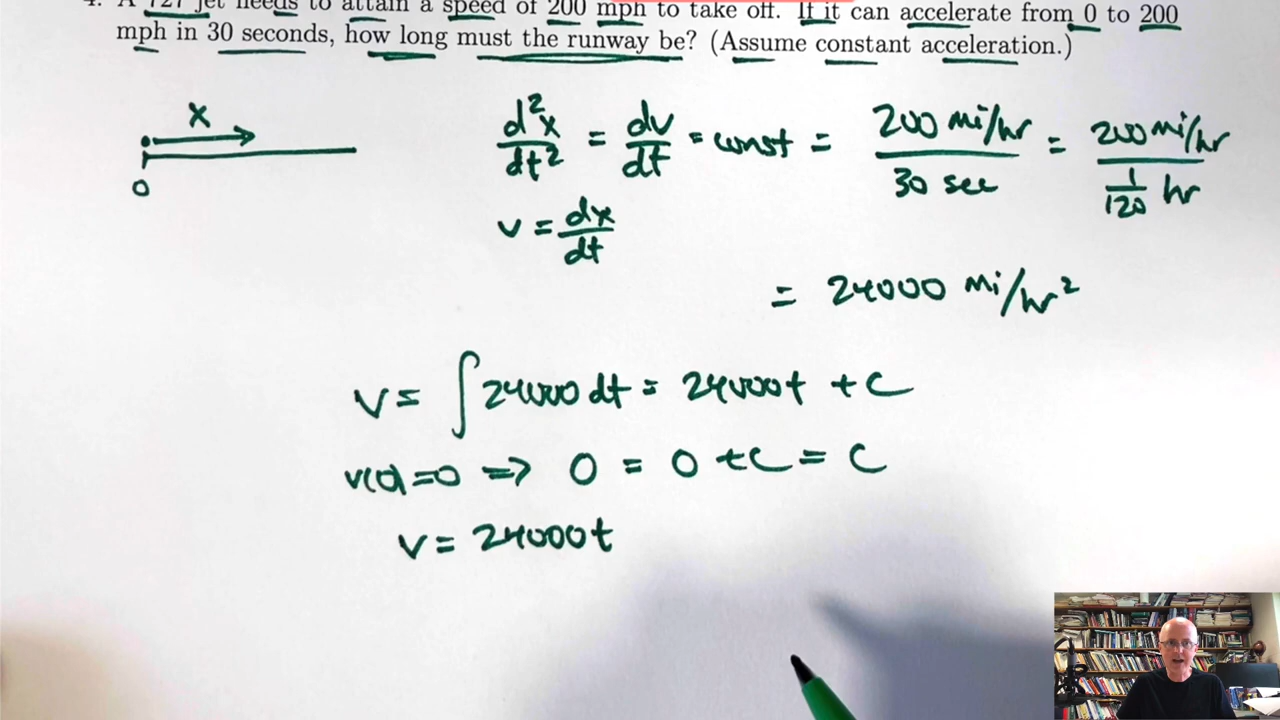 4. A 727 jet needs to attain a speed of 200 mph to take off. If it can accelerate from 0 to 200
mph in 30 seconds, how long must the runway be? (Assume constant acceleration.)
x
0
d²x/dt² = dv/dt = const = 200 mi/hr / 30 sec = 200 mi/hr / 1/120 hr
v = dx/dt
= 24000 mi/hr²
v = ∫ 24000 dt = 24000t + C
v(0) = 0 ⇒ 0 = 0 + C = C
v = 24000t